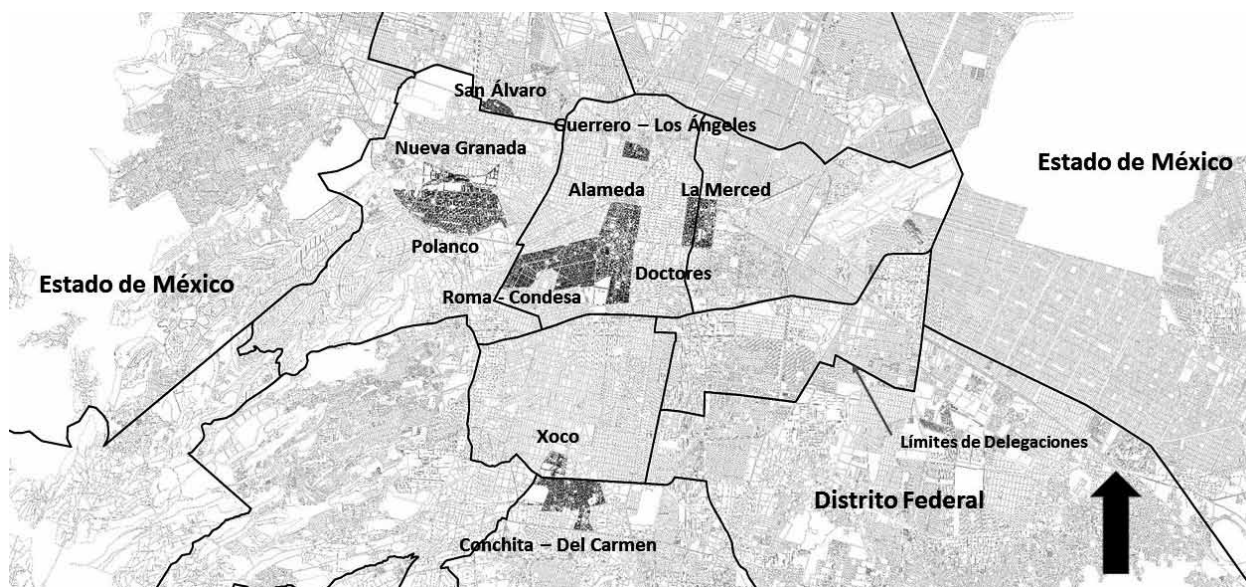 San Álvaro
Guerrero – Los Ángeles
Nueva Granada
Estado de México
Alameda
La Merced
Polanco
Doctores
Estado de México
Roma - Condesa
Xoco
Límites de Delegaciones
Distrito Federal
Conchita – Del Carmen